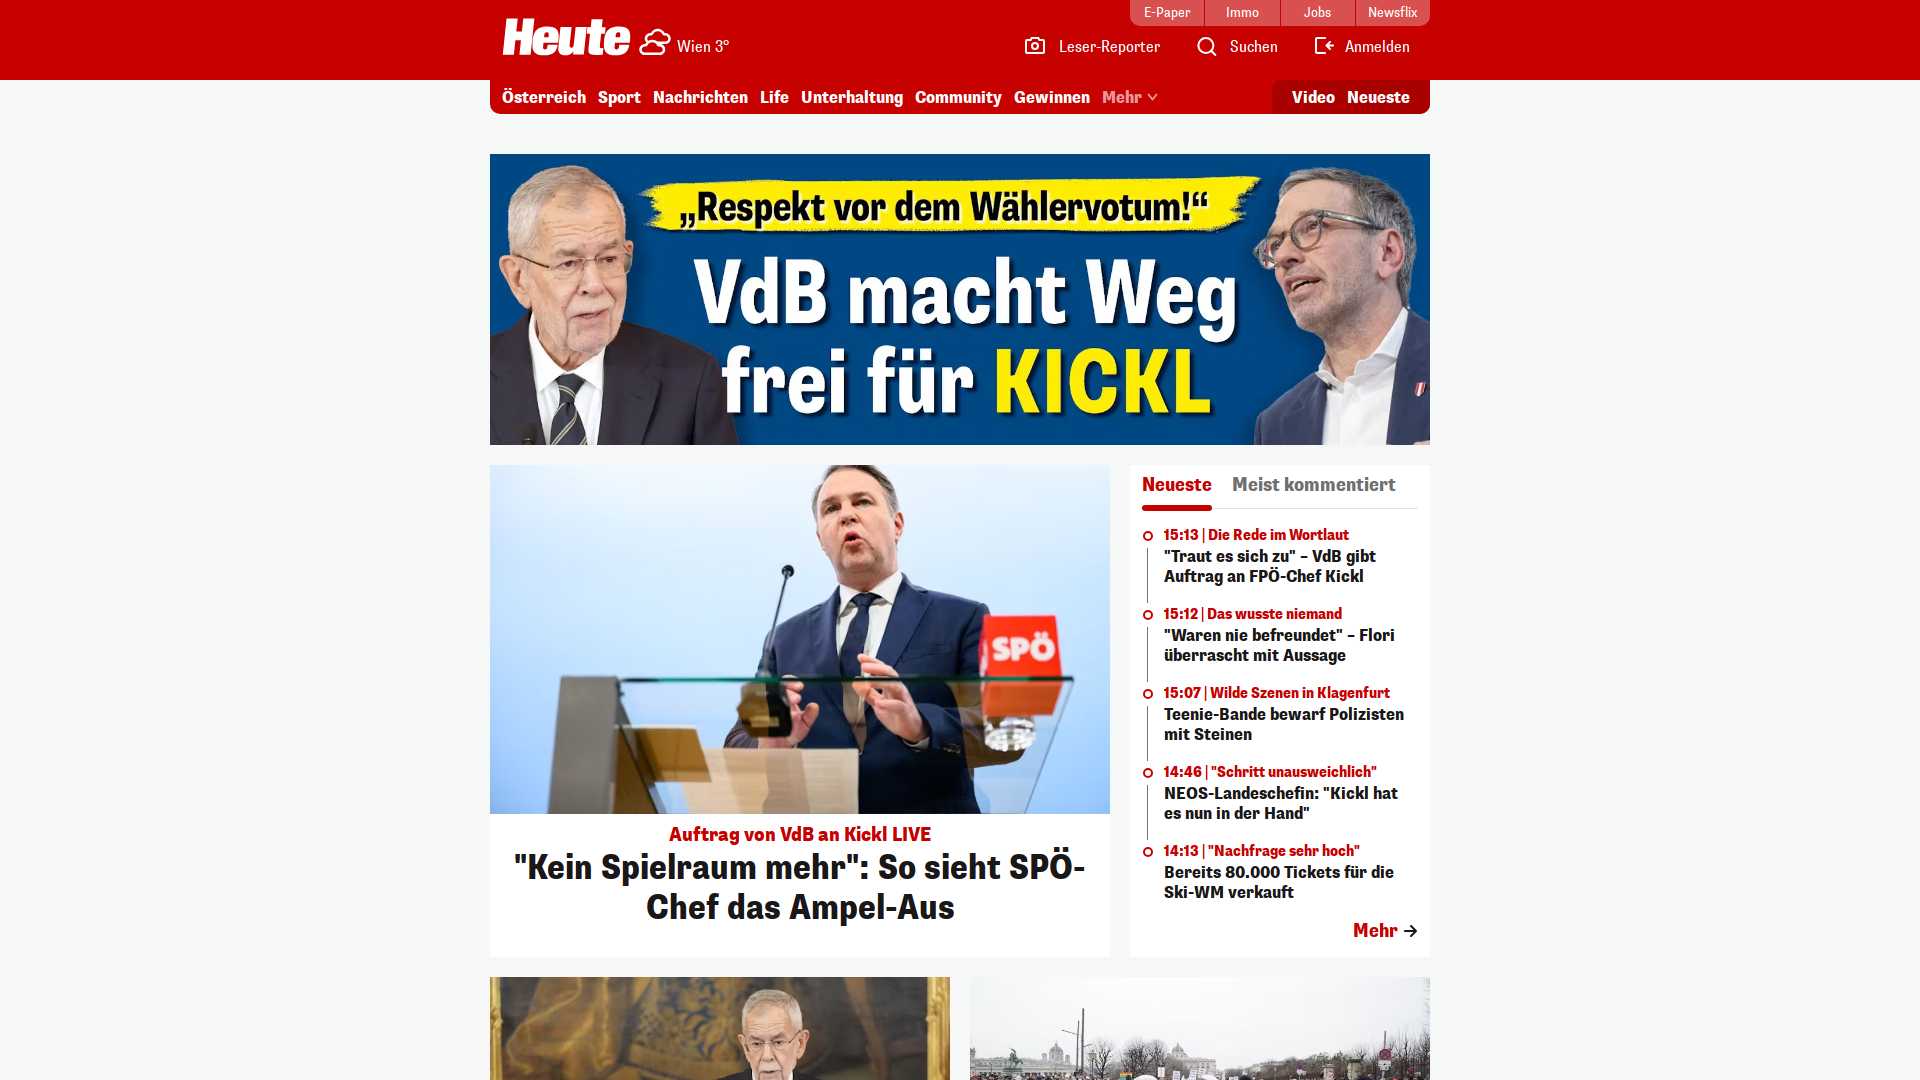 E-Paper
Immo
Jobs
Newsflix
Heute
Wien 3°
Leser-Reporter
Suchen
Anmelden
Österreich
Sport
Nachrichten
Life
Unterhaltung
Community
Gewinnen
Mehr
Video
Neueste
„Respekt vor dem Wählervotum!“
VdB macht Weg
frei für KICKL
SPÖ
Auftrag von VdB an Kickl LIVE
"Kein Spielraum mehr": So sieht SPÖ-
Chef das Ampel-Aus
Neueste
Meist kommentiert
15:13 | Die Rede im Wortlaut
"Traut es sich zu" – VdB gibt
Auftrag an FPÖ-Chef Kickl
15:12 | Das wusste niemand
"Waren nie befreundet" – Flori
überrascht mit Aussage
15:07 | Wilde Szenen in Klagenfurt
Teenie-Bande bewarf Polizisten
mit Steinen
14:46 | "Schritt unausweichlich"
NEOS-Landeschefin: "Kickl hat
es nun in der Hand"
14:13 | "Nachfrage sehr hoch"
Bereits 80.000 Tickets für die
Ski-WM verkauft
Mehr